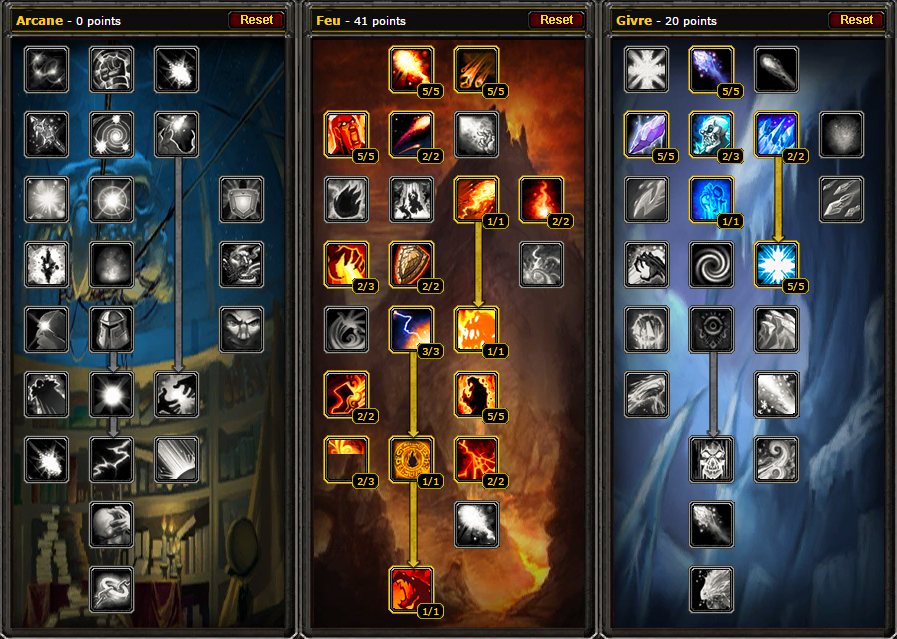 Arcane - 0 points Reset
Feu - 41 points Reset
Givre - 20 points Reset
5/5 5/5 5/5
5/5 2/2 5/5 2/3 2/2
1/1 2/2 1/1
2/3 2/2 5/5
3/3 1/1
2/2 5/5
2/3 1/1 2/2
1/1